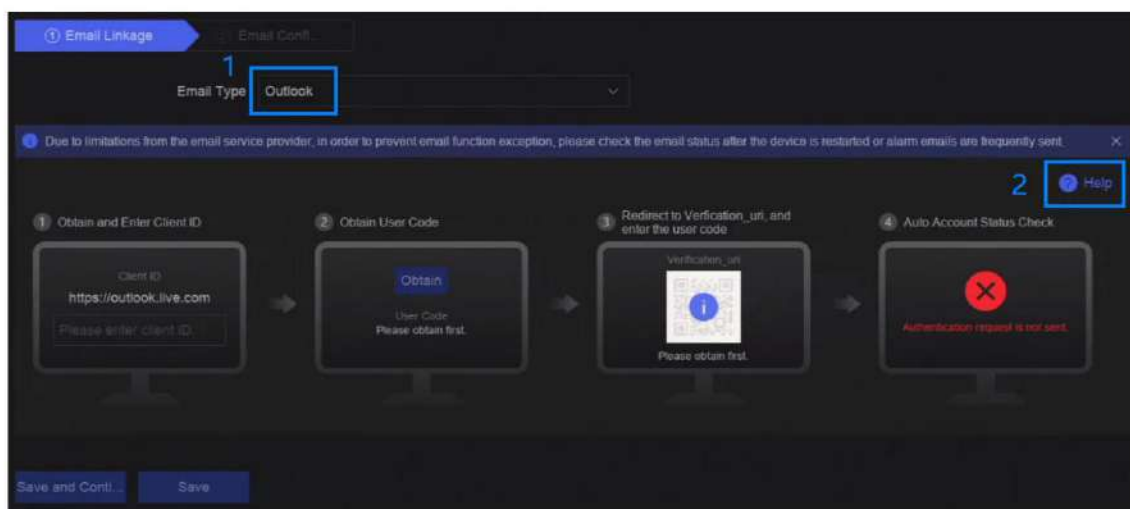 1 Email Linkage
2 Email Confi...
1
Email Type Outlook
Due to limitations from the email service provider, in order to prevent email function exception, please check the email status after the device is restarted or alarm emails are frequently sent.
2 Help
1 Obtain and Enter Client ID
2 Obtain User Code
3 Redirect to Verfication_uri, and
enter the user code
4 Auto Account Status Check
Client ID
https://outlook.live.com
Please enter client ID.
Obtain
User Code
Please obtain first.
Verification_uri
Please obtain first.
Authentication request is not sent.
Save and Conti... Save